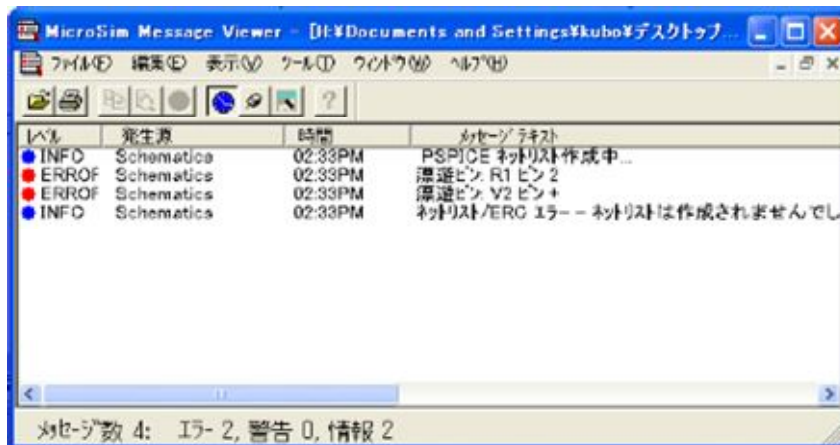 MicroSim Message Viewer - [H:¥Documents and Settings¥kubo¥デスクトップ...
ファイル(F) 編集(E) 表示(V) ツール(T) ウィンドウ(W) ヘルプ(H)
レベル 発生源 時間 メッセージテキスト
INFO Schematics 02:33PM PSPICE ネットリスト作成中...
ERROR Schematics 02:33PM 漂遊ピン: R1 ピン 2
ERROR Schematics 02:33PM 漂遊ピン: V2 ピン +
INFO Schematics 02:33PM ネットリスト/ERC エラー -- ネットリストは作成されませんでし
メッセージ数 4: エラー 2, 警告 0, 情報 2